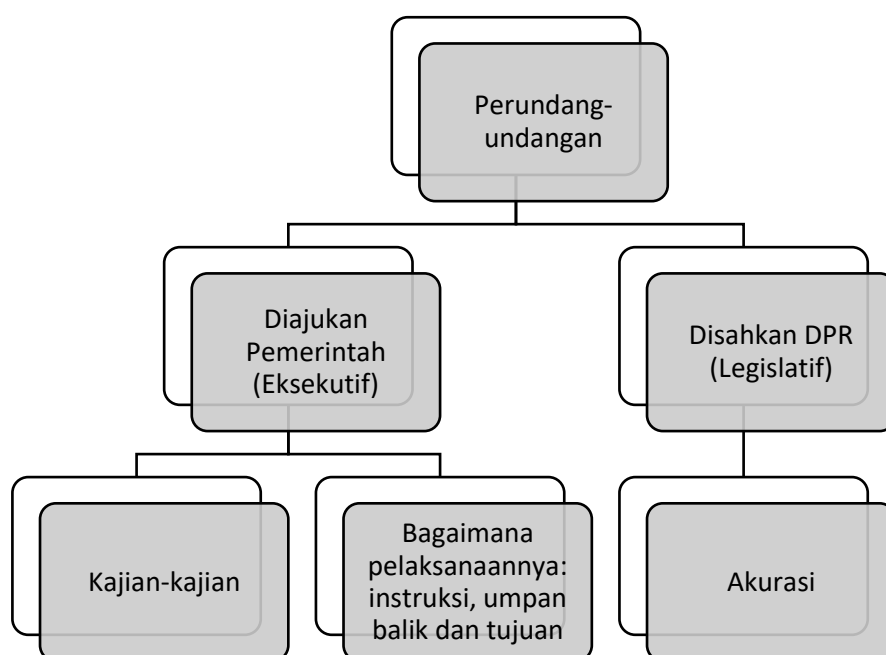 Perundang-
undangan
Diajukan
Pemerintah
(Eksekutif)
Disahkan DPR
(Legislatif)
Kajian-kajian
Bagaimana
pelaksanaannya:
instruksi, umpan
balik dan tujuan
Akurasi